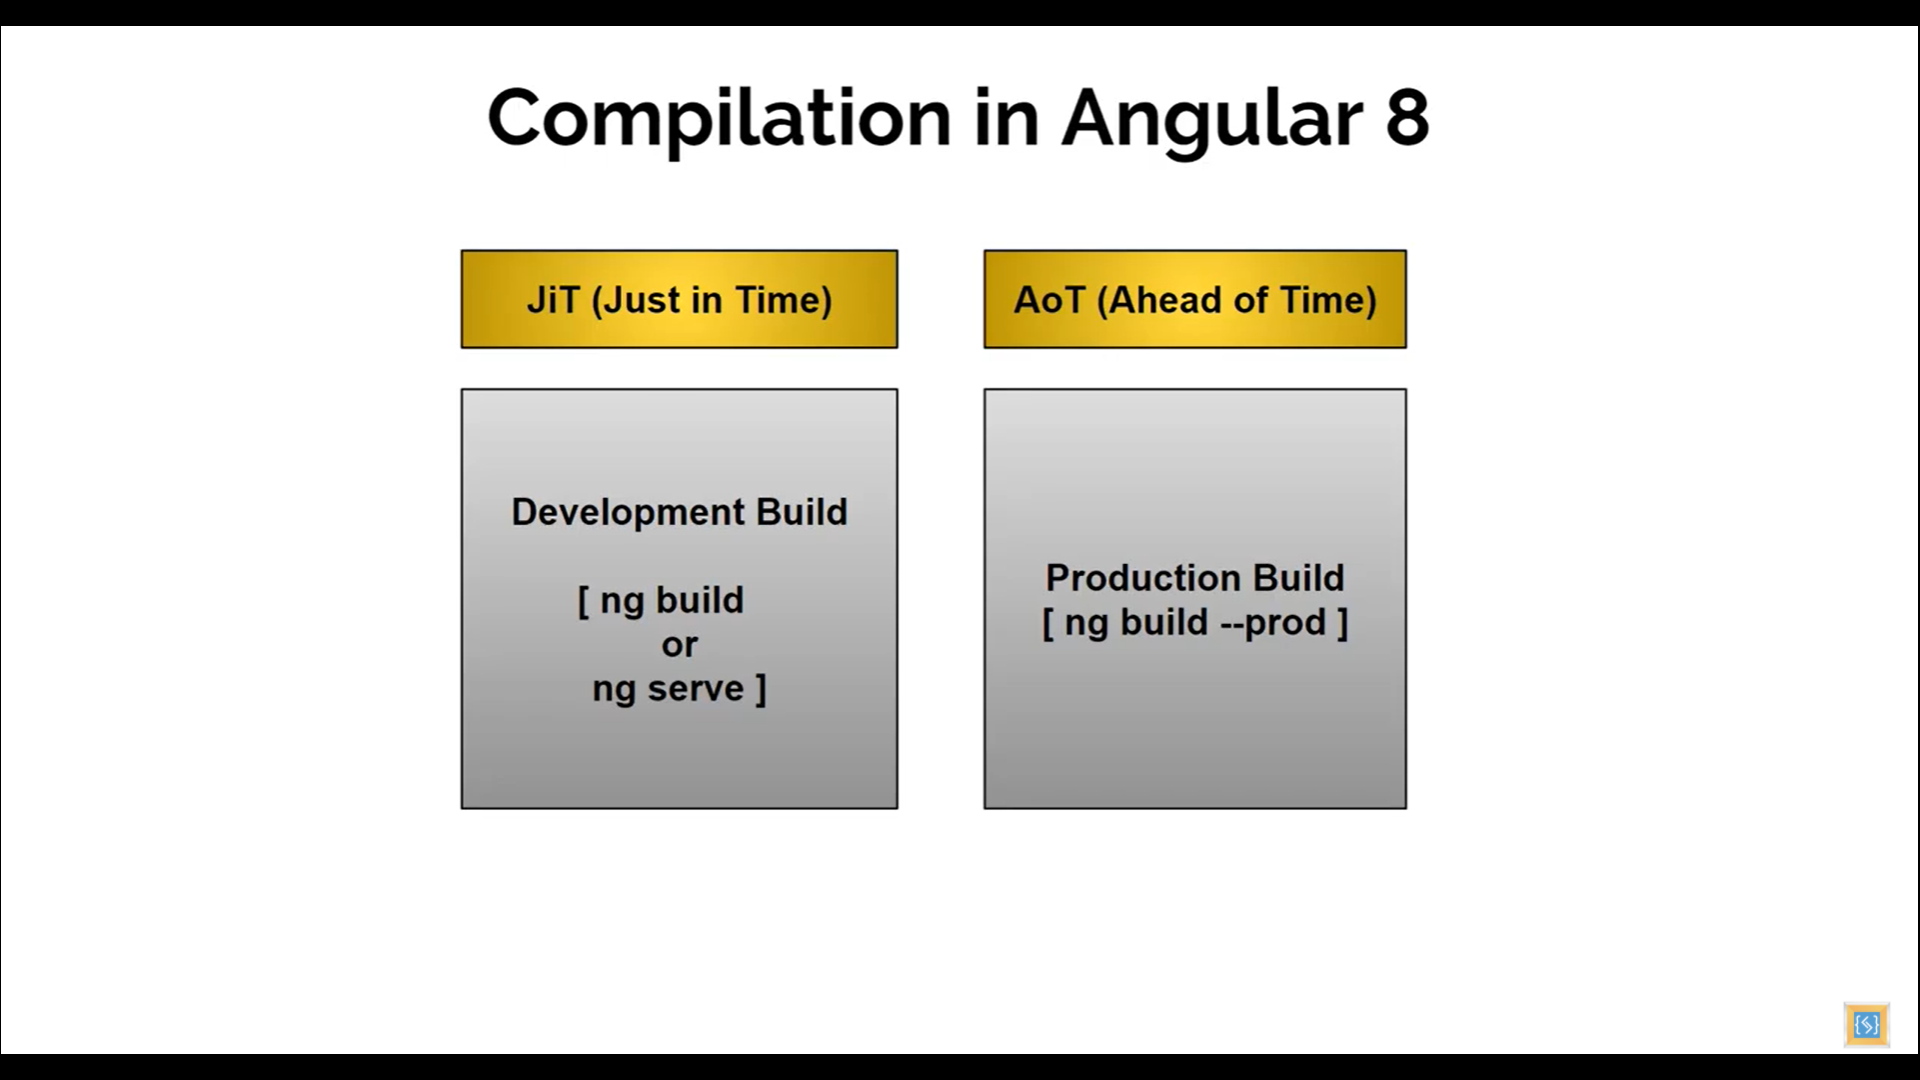 Compilation in Angular 8
JiT (Just in Time)
AoT (Ahead of Time)
Development Build
[ ng build
or
ng serve ]
Production Build
[ ng build --prod ]